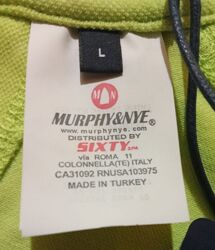 L
M N
MURPHY&NYE®
www.murphynye.com
DISTRIBUTED BY
SIXTY S.P.A.
via ROMA 11
COLONNELLA(TE) ITALY
CA31092 RNUSA103975
MADE IN TURKEY